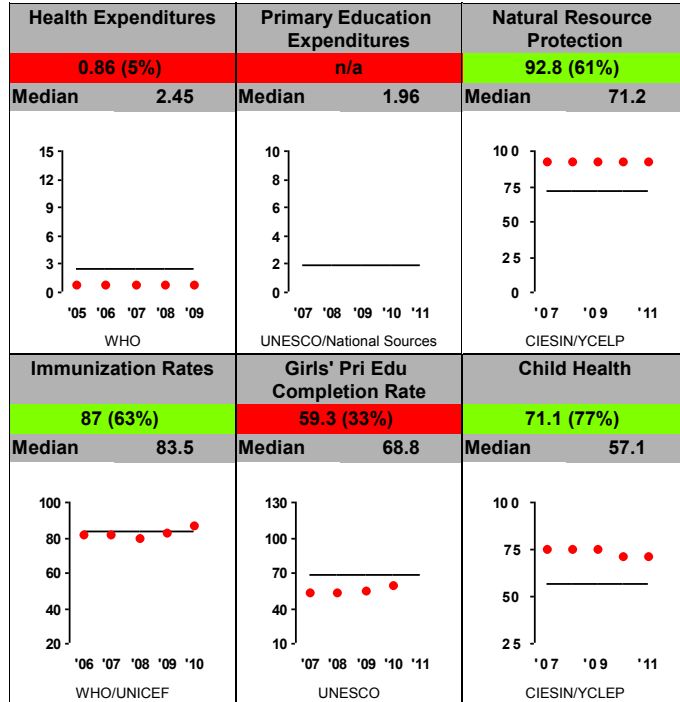 Health Expenditures
0.86 (5%)
Median 2.45
15
12
9
6
3
0
'05 '06 '07 '08 '09
WHO
Primary Education
Expenditures
n/a
Median 1.96
10
8
6
4
2
0
'07 '08 '09 '10 '11
UNESCO/National Sources
Natural Resource
Protection
92.8 (61%)
Median 71.2
100
75
50
25
0
'07 '09 '11
CIESIN/YCELP
Immunization Rates
87 (63%)
Median 83.5
100
80
60
40
20
'06 '07 '08 '09 '10
WHO/UNICEF
Girls' Pri Edu
Completion Rate
59.3 (33%)
Median 68.8
130
100
70
40
10
'07 '08 '09 '10 '11
UNESCO
Child Health
71.1 (77%)
Median 57.1
100
75
50
25
'07 '09 '11
CIESIN/YCLEP